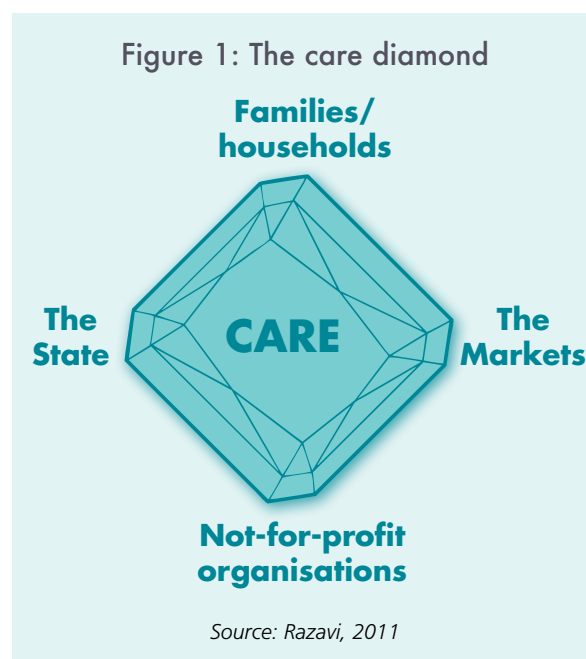 Figure 1: The care diamond
Families/
households
The
State
CARE
The
Markets
Not-for-profit
organisations
Source: Razavi, 2011